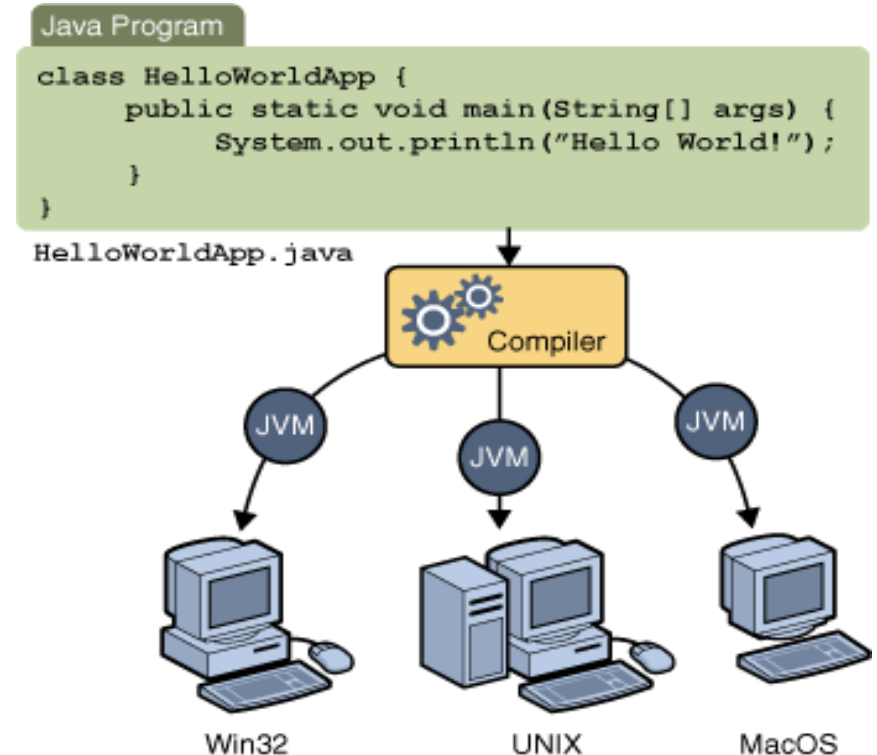 Java Program
class HelloWorldApp {
public static void main(String[] args) {
System.out.println("Hello World!");
}
}
HelloWorldApp.java
Compiler
JVM
JVM
JVM
Win32
UNIX
MacOS